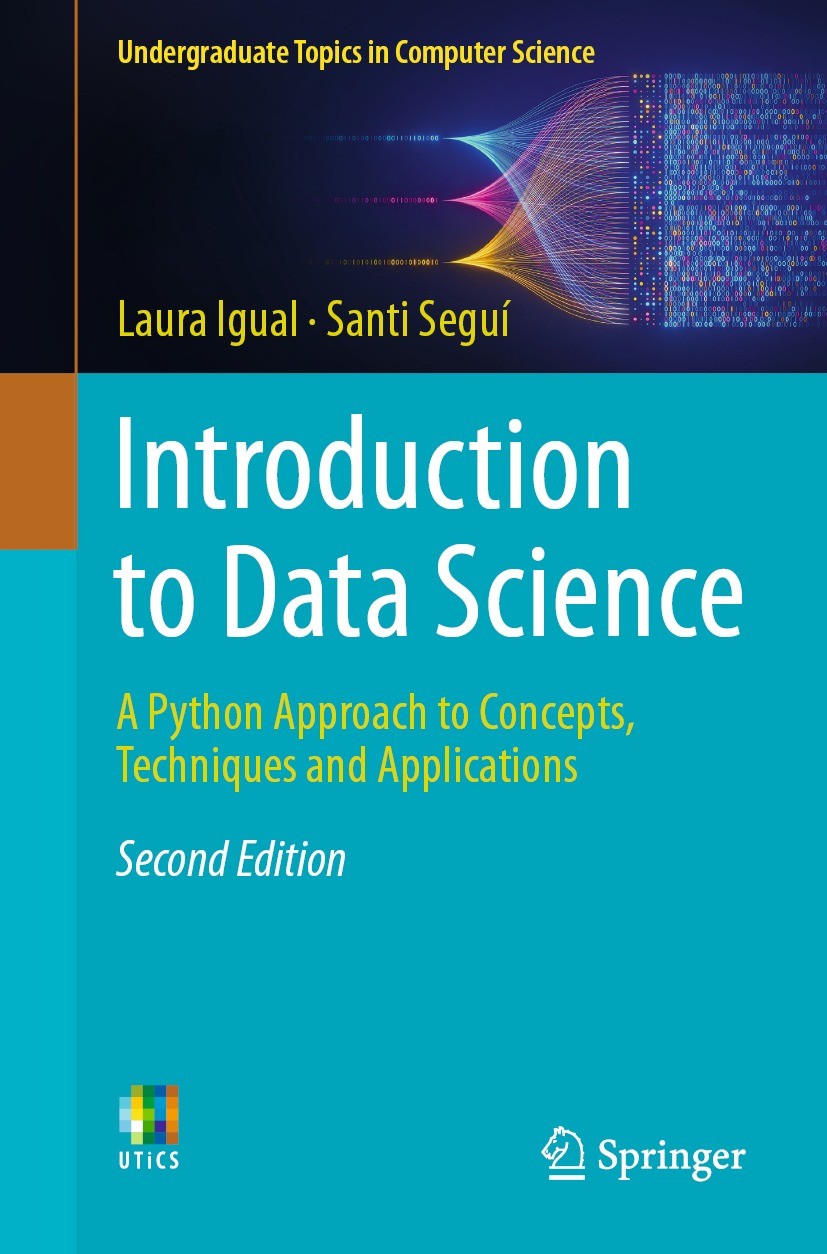 Undergraduate Topics in Computer Science
Laura Igual · Santi Seguí
Introduction
to Data Science
A Python Approach to Concepts,
Techniques and Applications
Second Edition
UTiCS
Springer